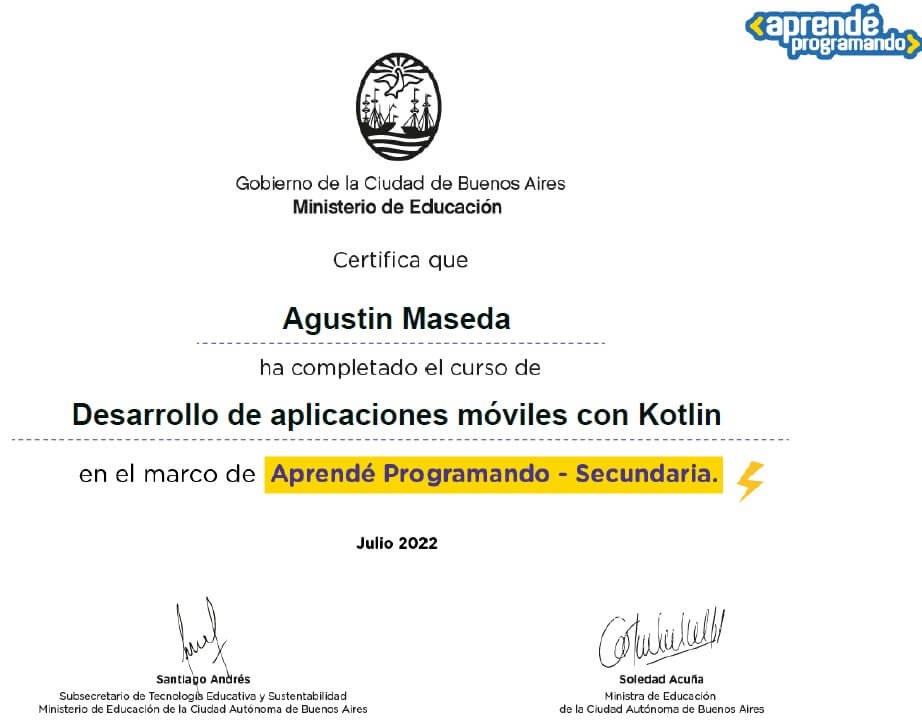 aprendé
programando
Gobierno de la Ciudad de Buenos Aires
Ministerio de Educación
Certifica que
Agustin Maseda
ha completado el curso de
Desarrollo de aplicaciones móviles con Kotlin
en el marco de Aprendé Programando - Secundaria.
Julio 2022
Santiago Andrés
Subsecretario de Tecnología Educativa y Sustentabilidad
Ministerio de Educación de la Ciudad Autónoma de Buenos Aires
Soledad Acuña
Ministra de Educación
de la Ciudad Autónoma de Buenos Aires